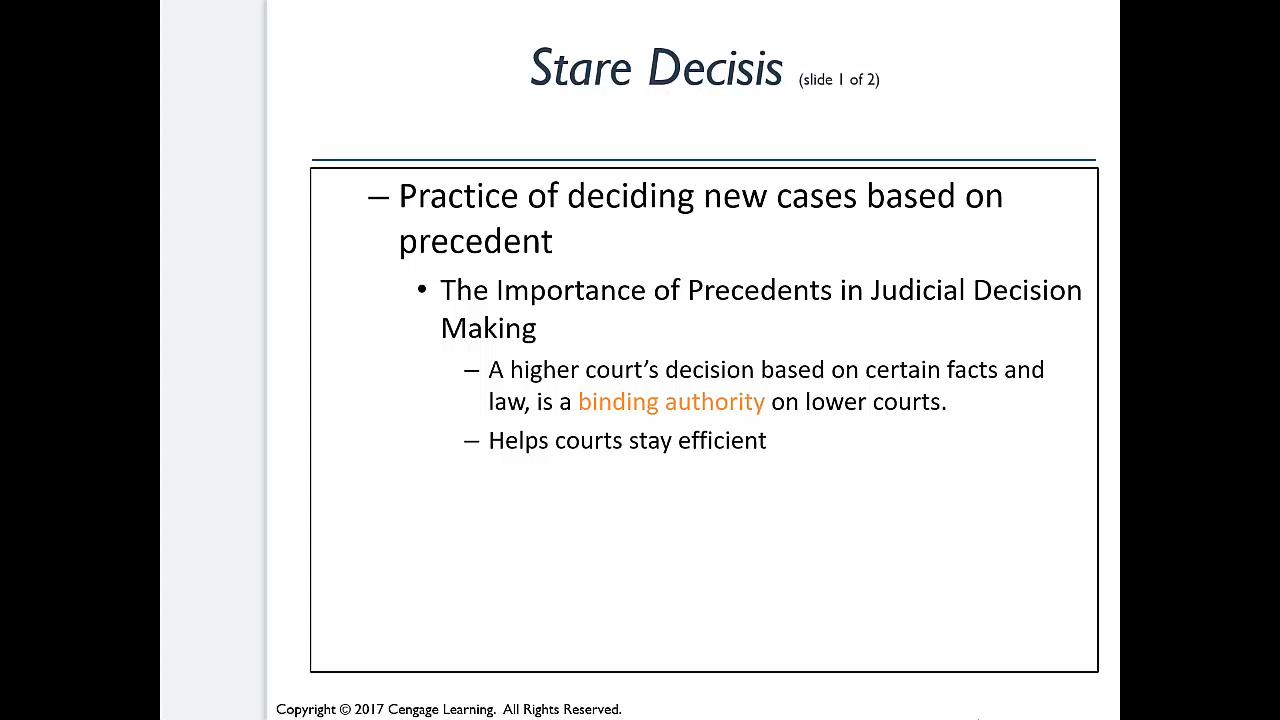 Stare Decisis (slide 1 of 2)
– Practice of deciding new cases based on
precedent
• The Importance of Precedents in Judicial Decision
Making
– A higher court’s decision based on certain facts and
law, is a binding authority on lower courts.
– Helps courts stay efficient
Copyright © 2017 Cengage Learning. All Rights Reserved.